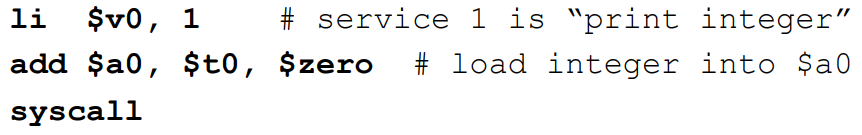 li  $v0, 1    # service 1 is “print integer”
add $a0, $t0, $zero  # load integer into $a0
syscall